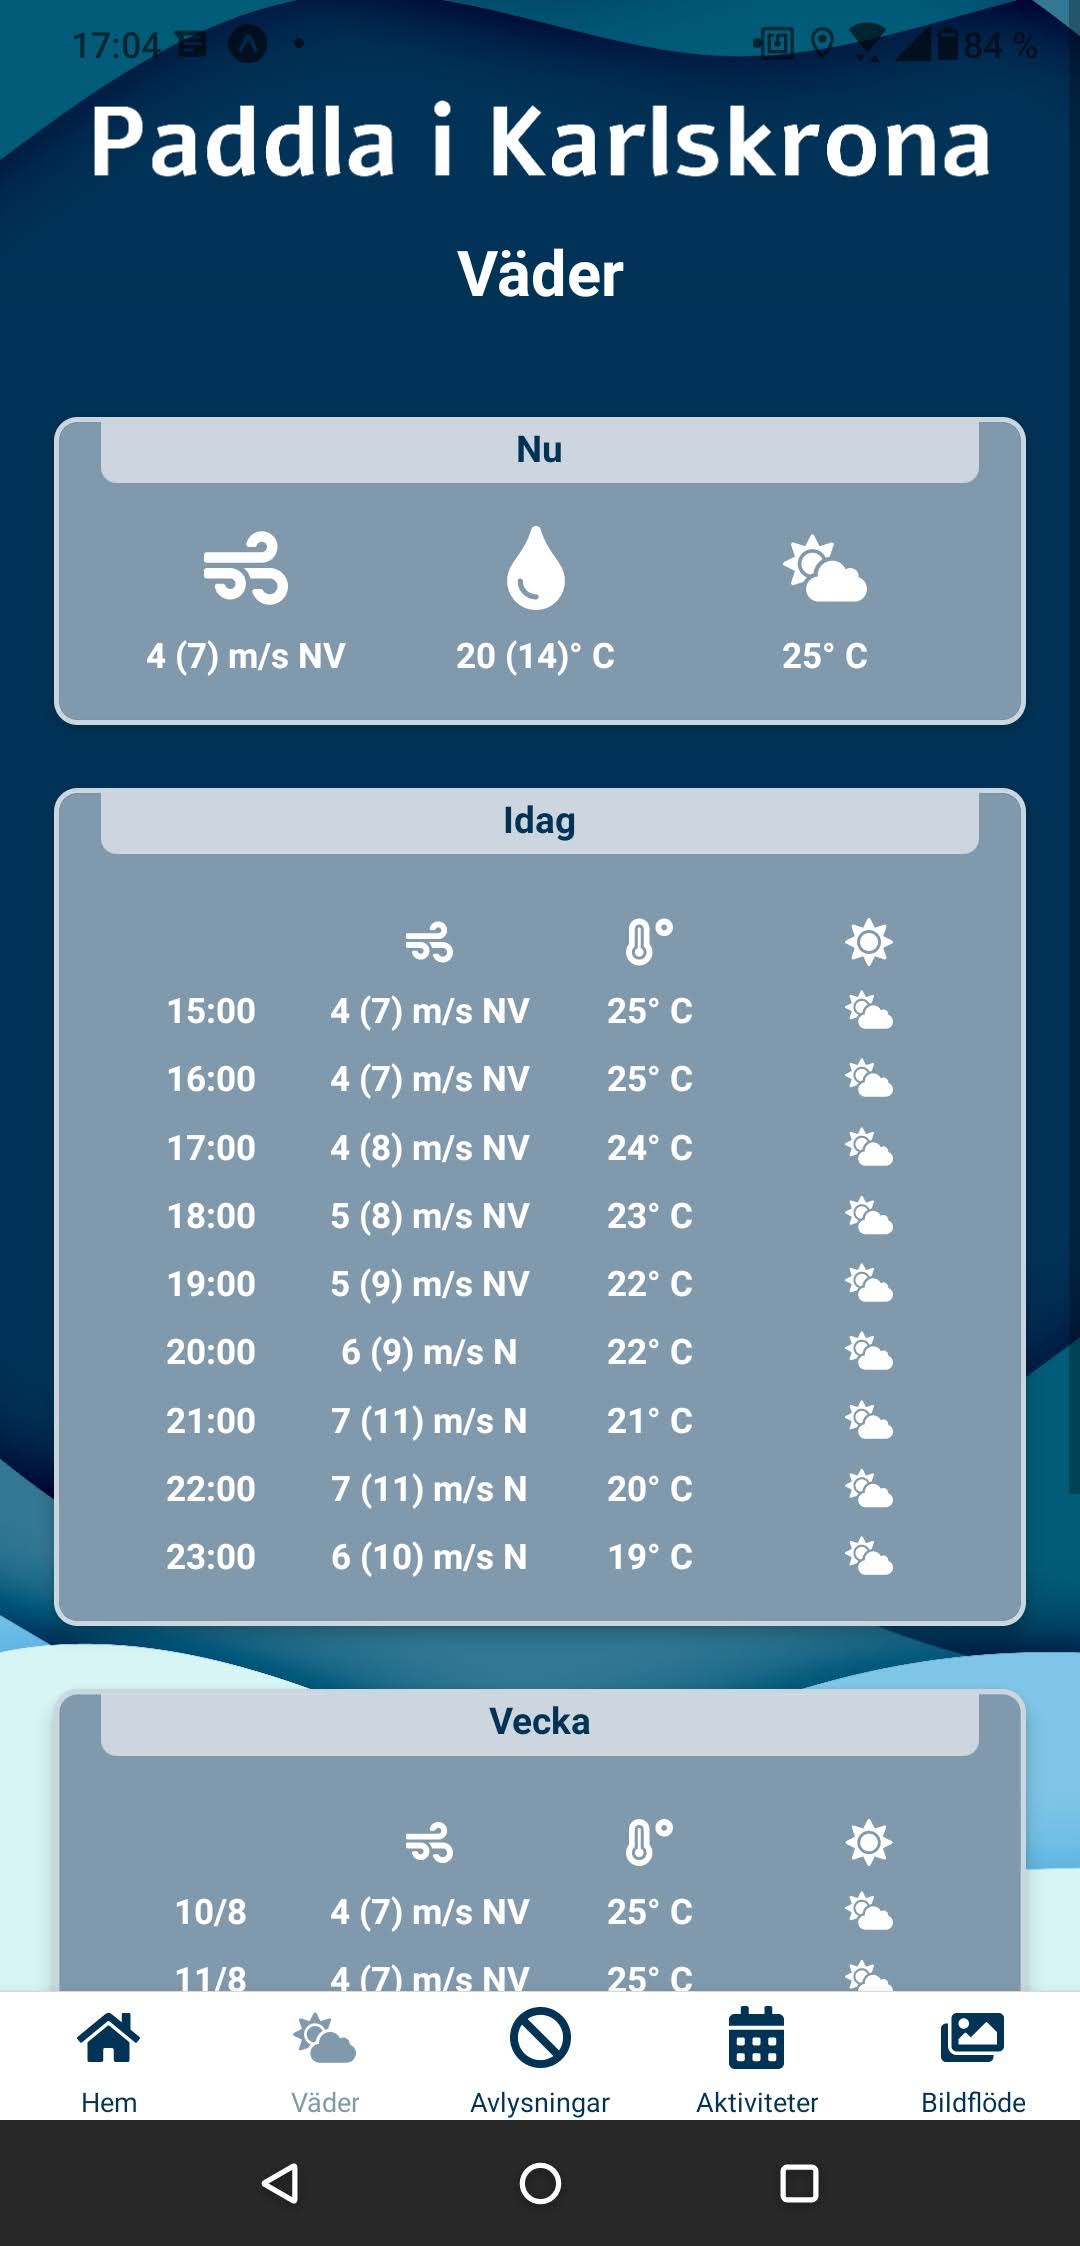 17:04
84 %
Paddla i Karlskrona
Väder
Nu
4 (7) m/s NV 20 (14)° C 25° C
Idag
15:00 4 (7) m/s NV 25° C
16:00 4 (7) m/s NV 25° C
17:00 4 (8) m/s NV 24° C
18:00 5 (8) m/s NV 23° C
19:00 5 (9) m/s NV 22° C
20:00 6 (9) m/s N 22° C
21:00 7 (11) m/s N 21° C
22:00 7 (11) m/s N 20° C
23:00 6 (10) m/s N 19° C
Vecka
10/8 4 (7) m/s NV 25° C
11/8 4 (7) m/s NV 25° C
Hem Väder Avlysningar Aktiviteter Bildflöde